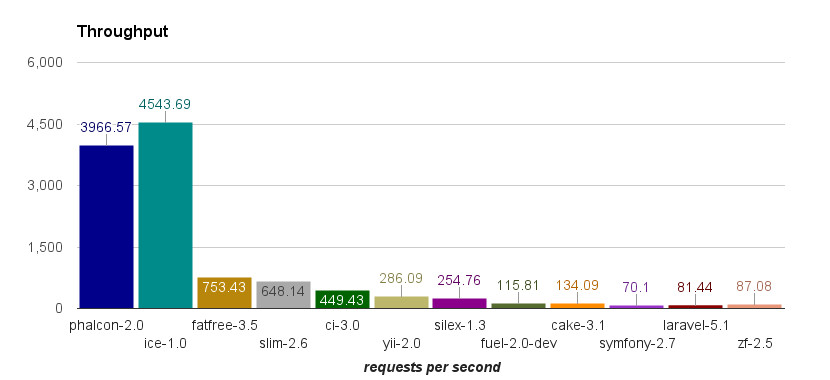 Throughput
6,000
4,500
3,000
1,500
0
3966.57
4543.69
753.43
648.14
449.43
286.09
254.76
115.81
134.09
70.1
81.44
87.08
phalcon-2.0
ice-1.0
fatfree-3.5
slim-2.6
ci-3.0
yii-2.0
silex-1.3
fuel-2.0-dev
cake-3.1
symfony-2.7
laravel-5.1
zf-2.5
requests per second